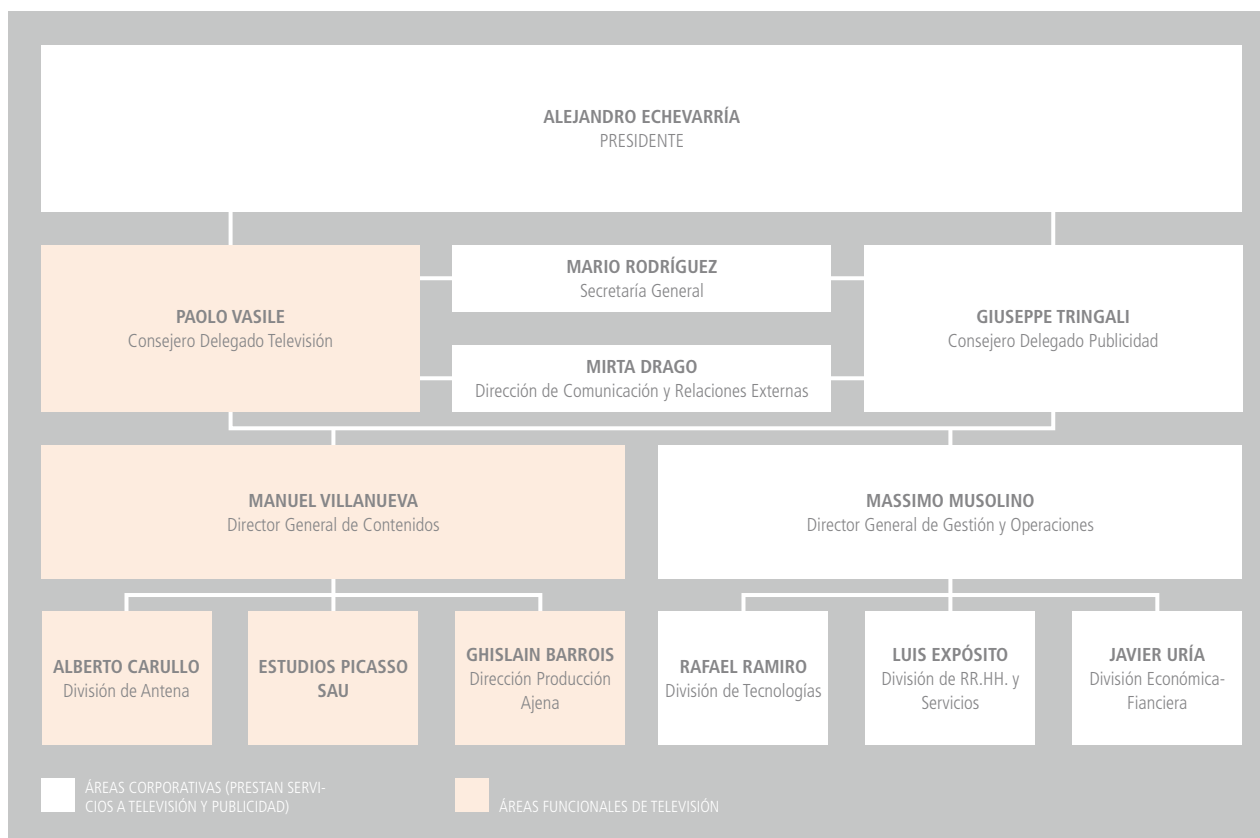 ALEJANDRO ECHEVARRÍA
PRESIDENTE
PAOLO VASILE
Consejero Delegado Televisión
MARIO RODRÍGUEZ
Secretaría General
MIRTA DRAGO
Dirección de Comunicación y Relaciones Externas
GIUSEPPE TRINGALI
Consejero Delegado Publicidad
MANUEL VILLANUEVA
Director General de Contenidos
MASSIMO MUSOLINO
Director General de Gestión y Operaciones
ALBERTO CARULLO
División de Antena
ESTUDIOS PICASSO
SAU
GHISLAIN BARROIS
Dirección Producción
Ajena
RAFAEL RAMIRO
División de Tecnologías
LUIS EXPÓSITO
División de RR.HH. y
Servicios
JAVIER URÍA
División Económica-
Fianciera
ÁREAS CORPORATIVAS (PRESTAN SERVI-
CIOS A TELEVISIÓN Y PUBLICIDAD)
ÁREAS FUNCIONALES DE TELEVISIÓN